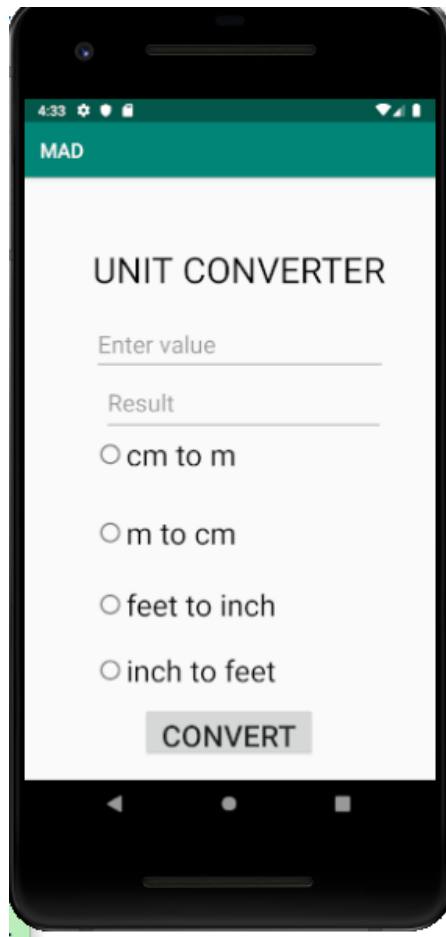 4:33
MAD
UNIT CONVERTER
Enter value
Result
cm to m
m to cm
feet to inch
inch to feet
CONVERT